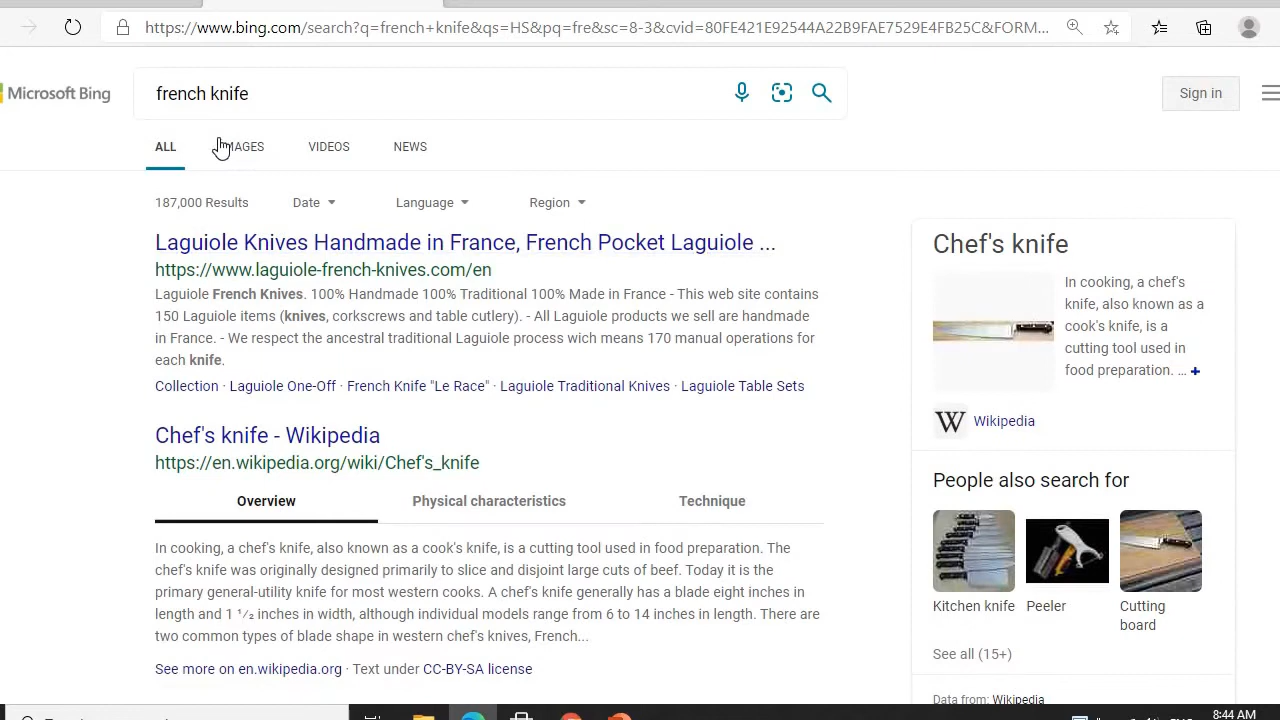 https://www.bing.com/search?q=french+knife&qs=HS&pq=fre&sc=8-3&cvid=80FE421E92544A22B9FAE7529E4FB25C&FORM...
Microsoft Bing
french knife
Sign in
ALL
IMAGES
VIDEOS
NEWS
187,000 Results
Date
Language
Region
Laguiole Knives Handmade in France, French Pocket Laguiole ...
https://www.laguiole-french-knives.com/en
Laguiole French Knives. 100% Handmade 100% Traditional 100% Made in France - This web site contains
150 Laguiole items (knives, corkscrews and table cutlery). - All Laguiole products we sell are handmade
in France. - We respect the ancestral traditional Laguiole process wich means 170 manual operations for
each knife.
Collection · Laguiole One-Off · French Knife "Le Race" · Laguiole Traditional Knives · Laguiole Table Sets
Chef's knife - Wikipedia
https://en.wikipedia.org/wiki/Chef's_knife
Overview
Physical characteristics
Technique
In cooking, a chef's knife, also known as a cook's knife, is a cutting tool used in food preparation. The
chef's knife was originally designed primarily to slice and disjoint large cuts of beef. Today it is the
primary general-utility knife for most western cooks. A chef's knife generally has a blade eight inches in
length and 1 1⁄2 inches in width, although individual models range from 6 to 14 inches in length. There are
two common types of blade shape in western chef's knives, French...
See more on en.wikipedia.org · Text under CC-BY-SA license
Chef's knife
In cooking, a chef's
knife, also known as a
cook's knife, is a
cutting tool used in
food preparation. … +
W Wikipedia
People also search for
Kitchen knife
Peeler
Cutting
board
See all (15+)
Data from: Wikipedia
8:44 AM